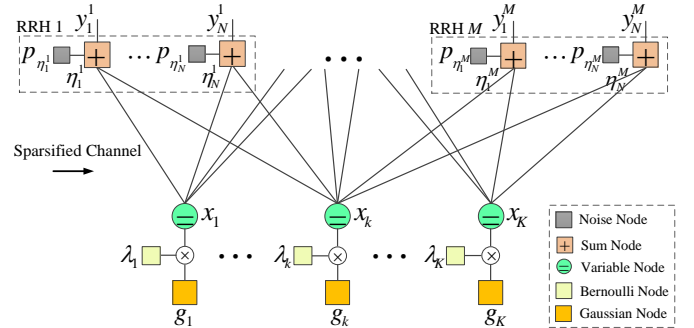 RRH 1 y_1^1 y_N^1 RRH M y_1^M y_N^M
p_{η_1^1} + ... p_{η_N^1} + ... p_{η_1^M} + ... p_{η_N^M} +
η_1^1 η_N^1 η_1^M η_N^M
Sparsified Channel
= x_1 = x_k = x_K
λ_1 × ... λ_k × ... λ_K ×
g_1 g_k g_K
Noise Node
+ Sum Node
= Variable Node
Bernoulli Node
Gaussian Node